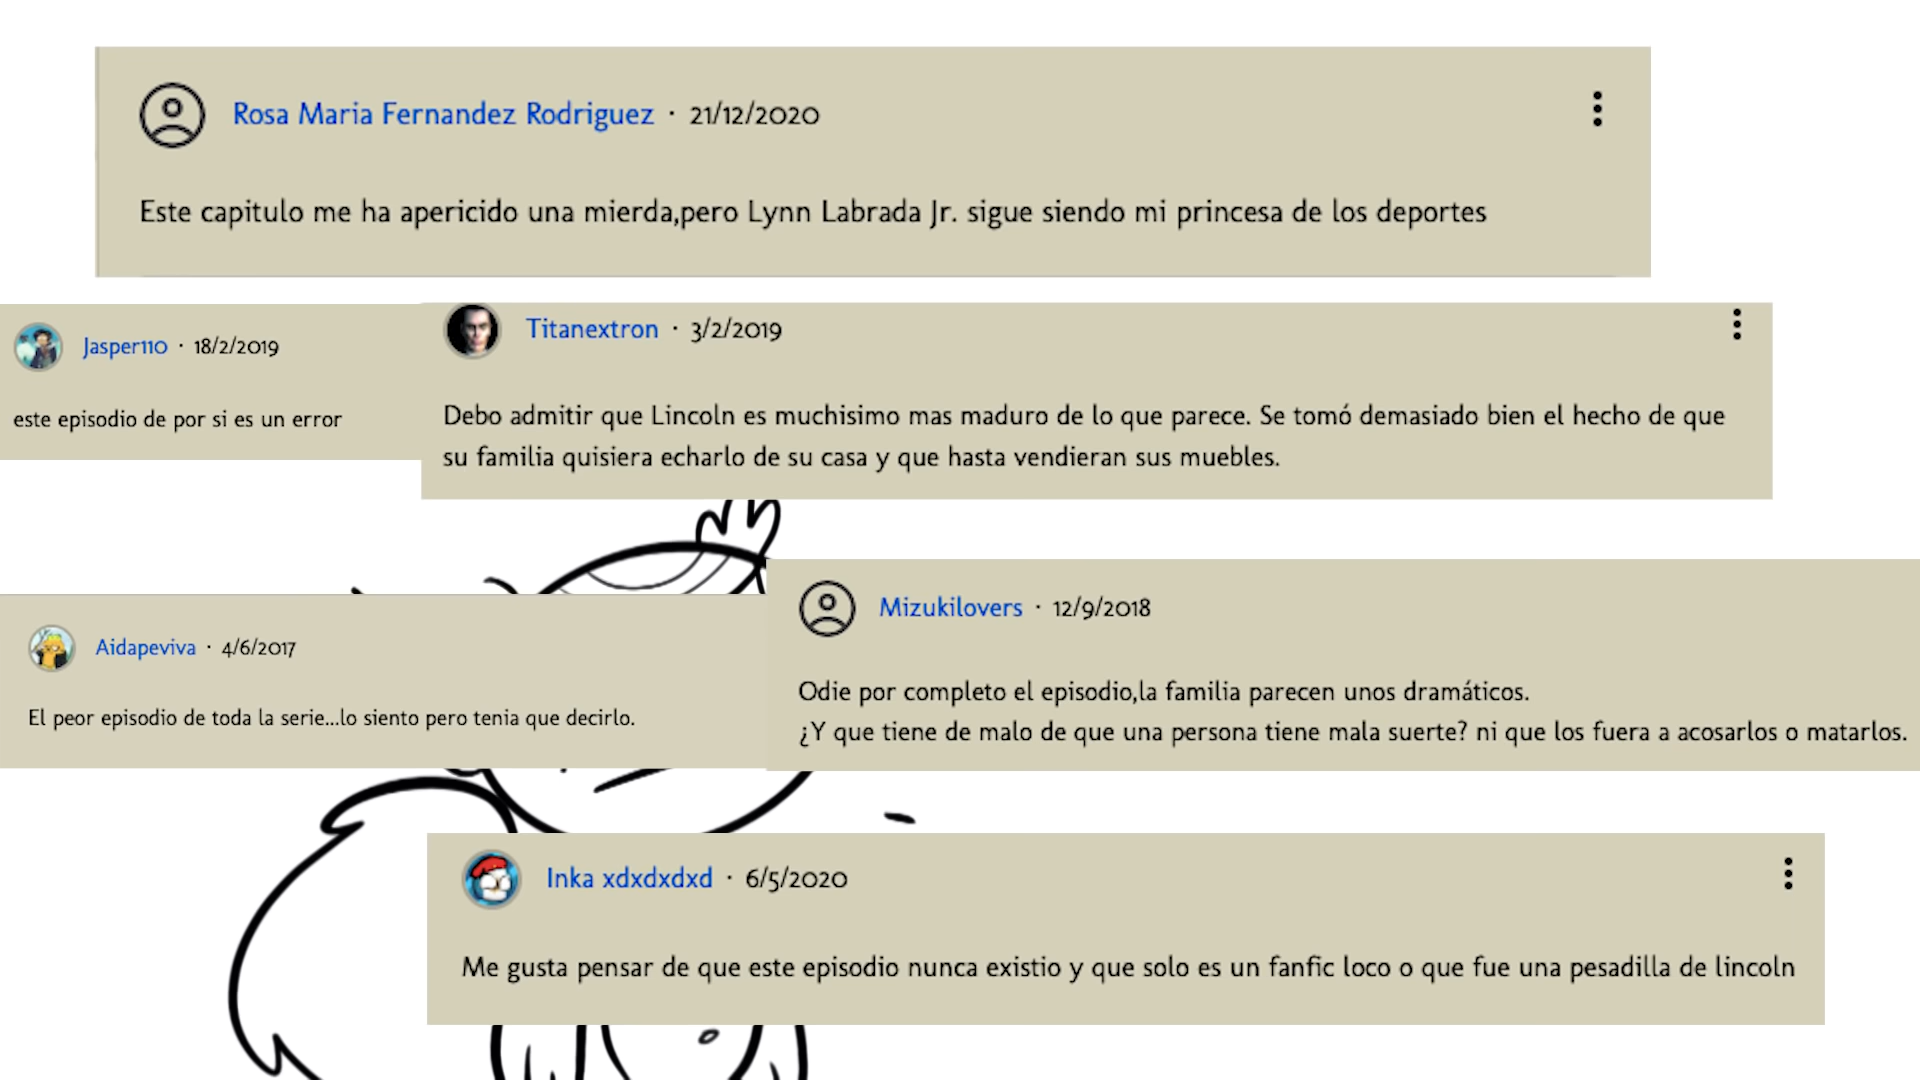 Rosa Maria Fernandez Rodriguez · 21/12/2020
Este capitulo me ha apericido una mierda,pero Lynn Labrada Jr. sigue siendo mi princesa de los deportes
Jasper110 · 18/2/2019
este episodio de por si es un error
Titanextron · 3/2/2019
Debo admitir que Lincoln es muchisimo mas maduro de lo que parece. Se tomó demasiado bien el hecho de que
su familia quisiera echarlo de su casa y que hasta vendieran sus muebles.
Aidapeviva · 4/6/2017
El peor episodio de toda la serie...lo siento pero tenia que decirlo.
Mizukilovers · 12/9/2018
Odie por completo el episodio,la familia parecen unos dramáticos.
¿Y que tiene de malo de que una persona tiene mala suerte? ni que los fuera a acosarlos o matarlos.
Inka xdxdxdxd · 6/5/2020
Me gusta pensar de que este episodio nunca existio y que solo es un fanfic loco o que fue una pesadilla de lincoln